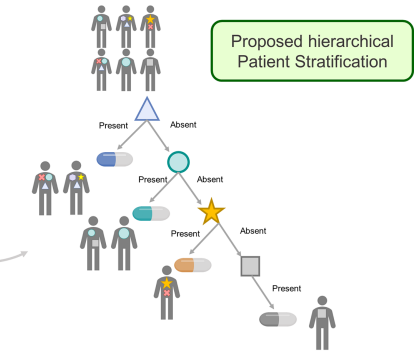 Proposed hierarchical
Patient Stratification
Present
Absent
Present
Absent
Present
Absent
Present